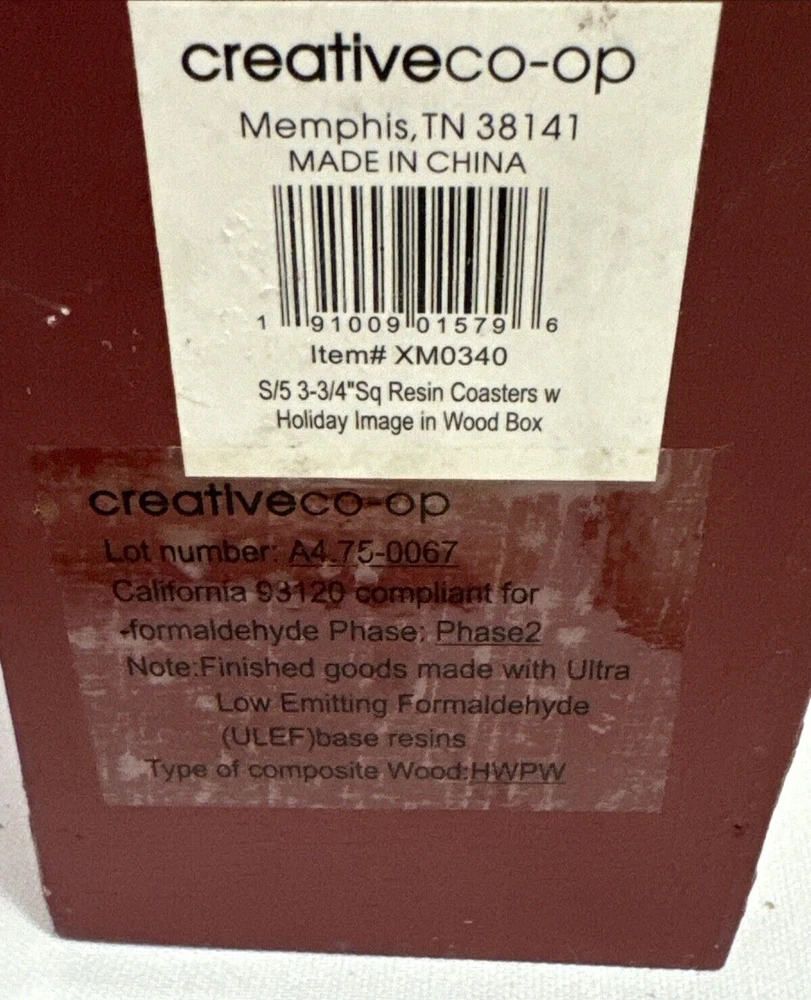 creativeco-op
Memphis, TN 38141
MADE IN CHINA
1 91009 01579 6
Item# XM0340
S/5 3-3/4"Sq Resin Coasters w
Holiday Image in Wood Box
creativeco-op
Lot number: A4.75-0067
California 93120 compliant for
-formaldehyde Phase: Phase2
Note:Finished goods made with Ultra
Low Emitting Formaldehyde
(ULEF)base resins
Type of composite Wood:HWPW